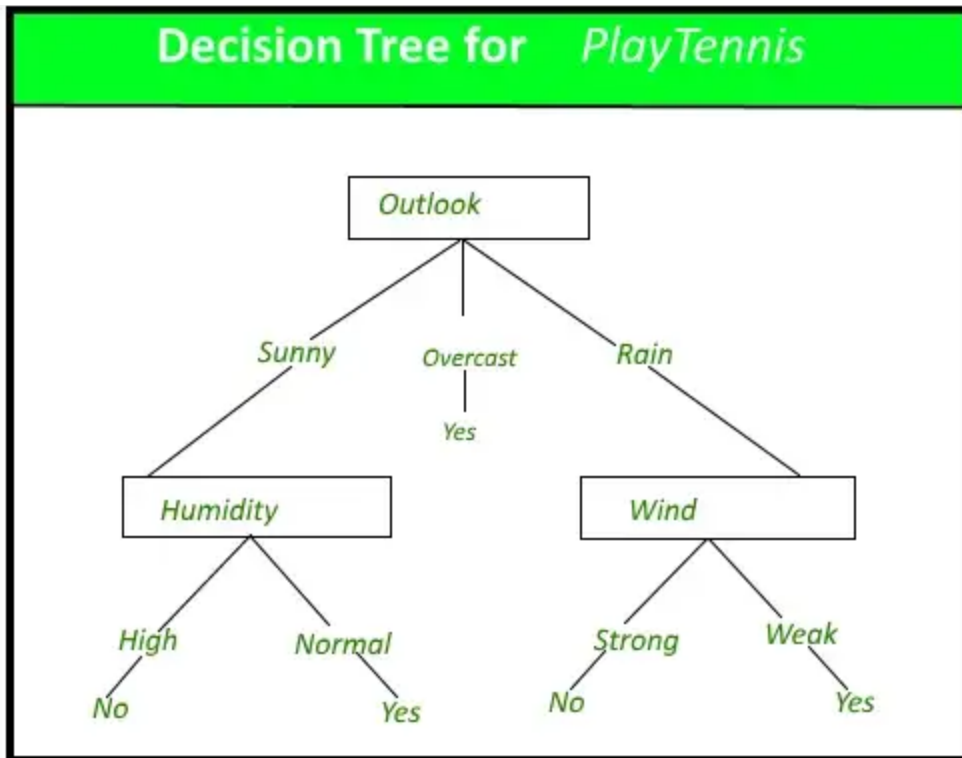 Decision Tree for PlayTennis
Outlook
Sunny
Overcast
Rain
Yes
Humidity
Wind
High
Normal
Strong
Weak
No
Yes
No
Yes